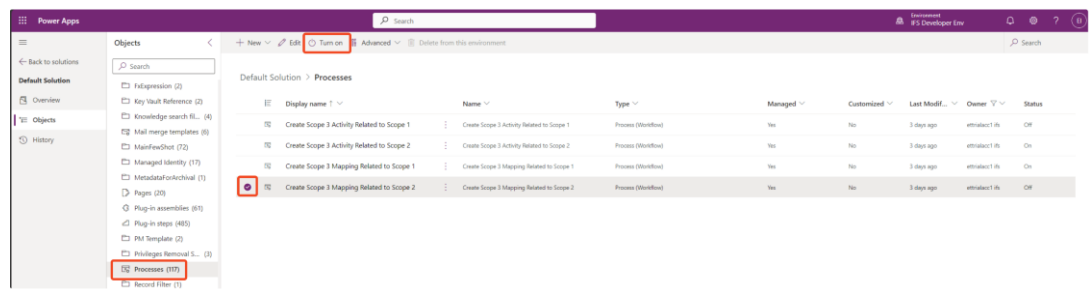 Power Apps
Search
Environment
IFS Developer Env
Objects
New
Edit
Turn on
Advanced
Delete from this environment
Search
Back to solutions
Default Solution
Overview
Objects
History
Search
FxExpression (2)
Key Vault Reference (2)
Knowledge search fil... (4)
Mail merge templates (6)
MainFewShot (72)
Managed Identity (17)
MetadataForArchival (1)
Pages (20)
Plug-in assemblies (61)
Plug-in steps (485)
PM Template (2)
Privileges Removal S... (3)
Processes (117)
Record Filter (1)
Default Solution > Processes
Display name ↑ Name Type Managed Customized Last Modif... Owner Status
Create Scope 3 Activity Related to Scope 1 Create Scope 3 Activity Related to Scope 1 Process (Workflow) Yes No 3 days ago ettrialacc1 ifs Off
Create Scope 3 Activity Related to Scope 2 Create Scope 3 Activity Related to Scope 2 Process (Workflow) Yes No 3 days ago ettrialacc1 ifs On
Create Scope 3 Mapping Related to Scope 1 Create Scope 3 Mapping Related to Scope 1 Process (Workflow) Yes No 3 days ago ettrialacc1 ifs On
Create Scope 3 Mapping Related to Scope 2 Create Scope 3 Mapping Related to Scope 2 Process (Workflow) Yes No 3 days ago ettrialacc1 ifs Off